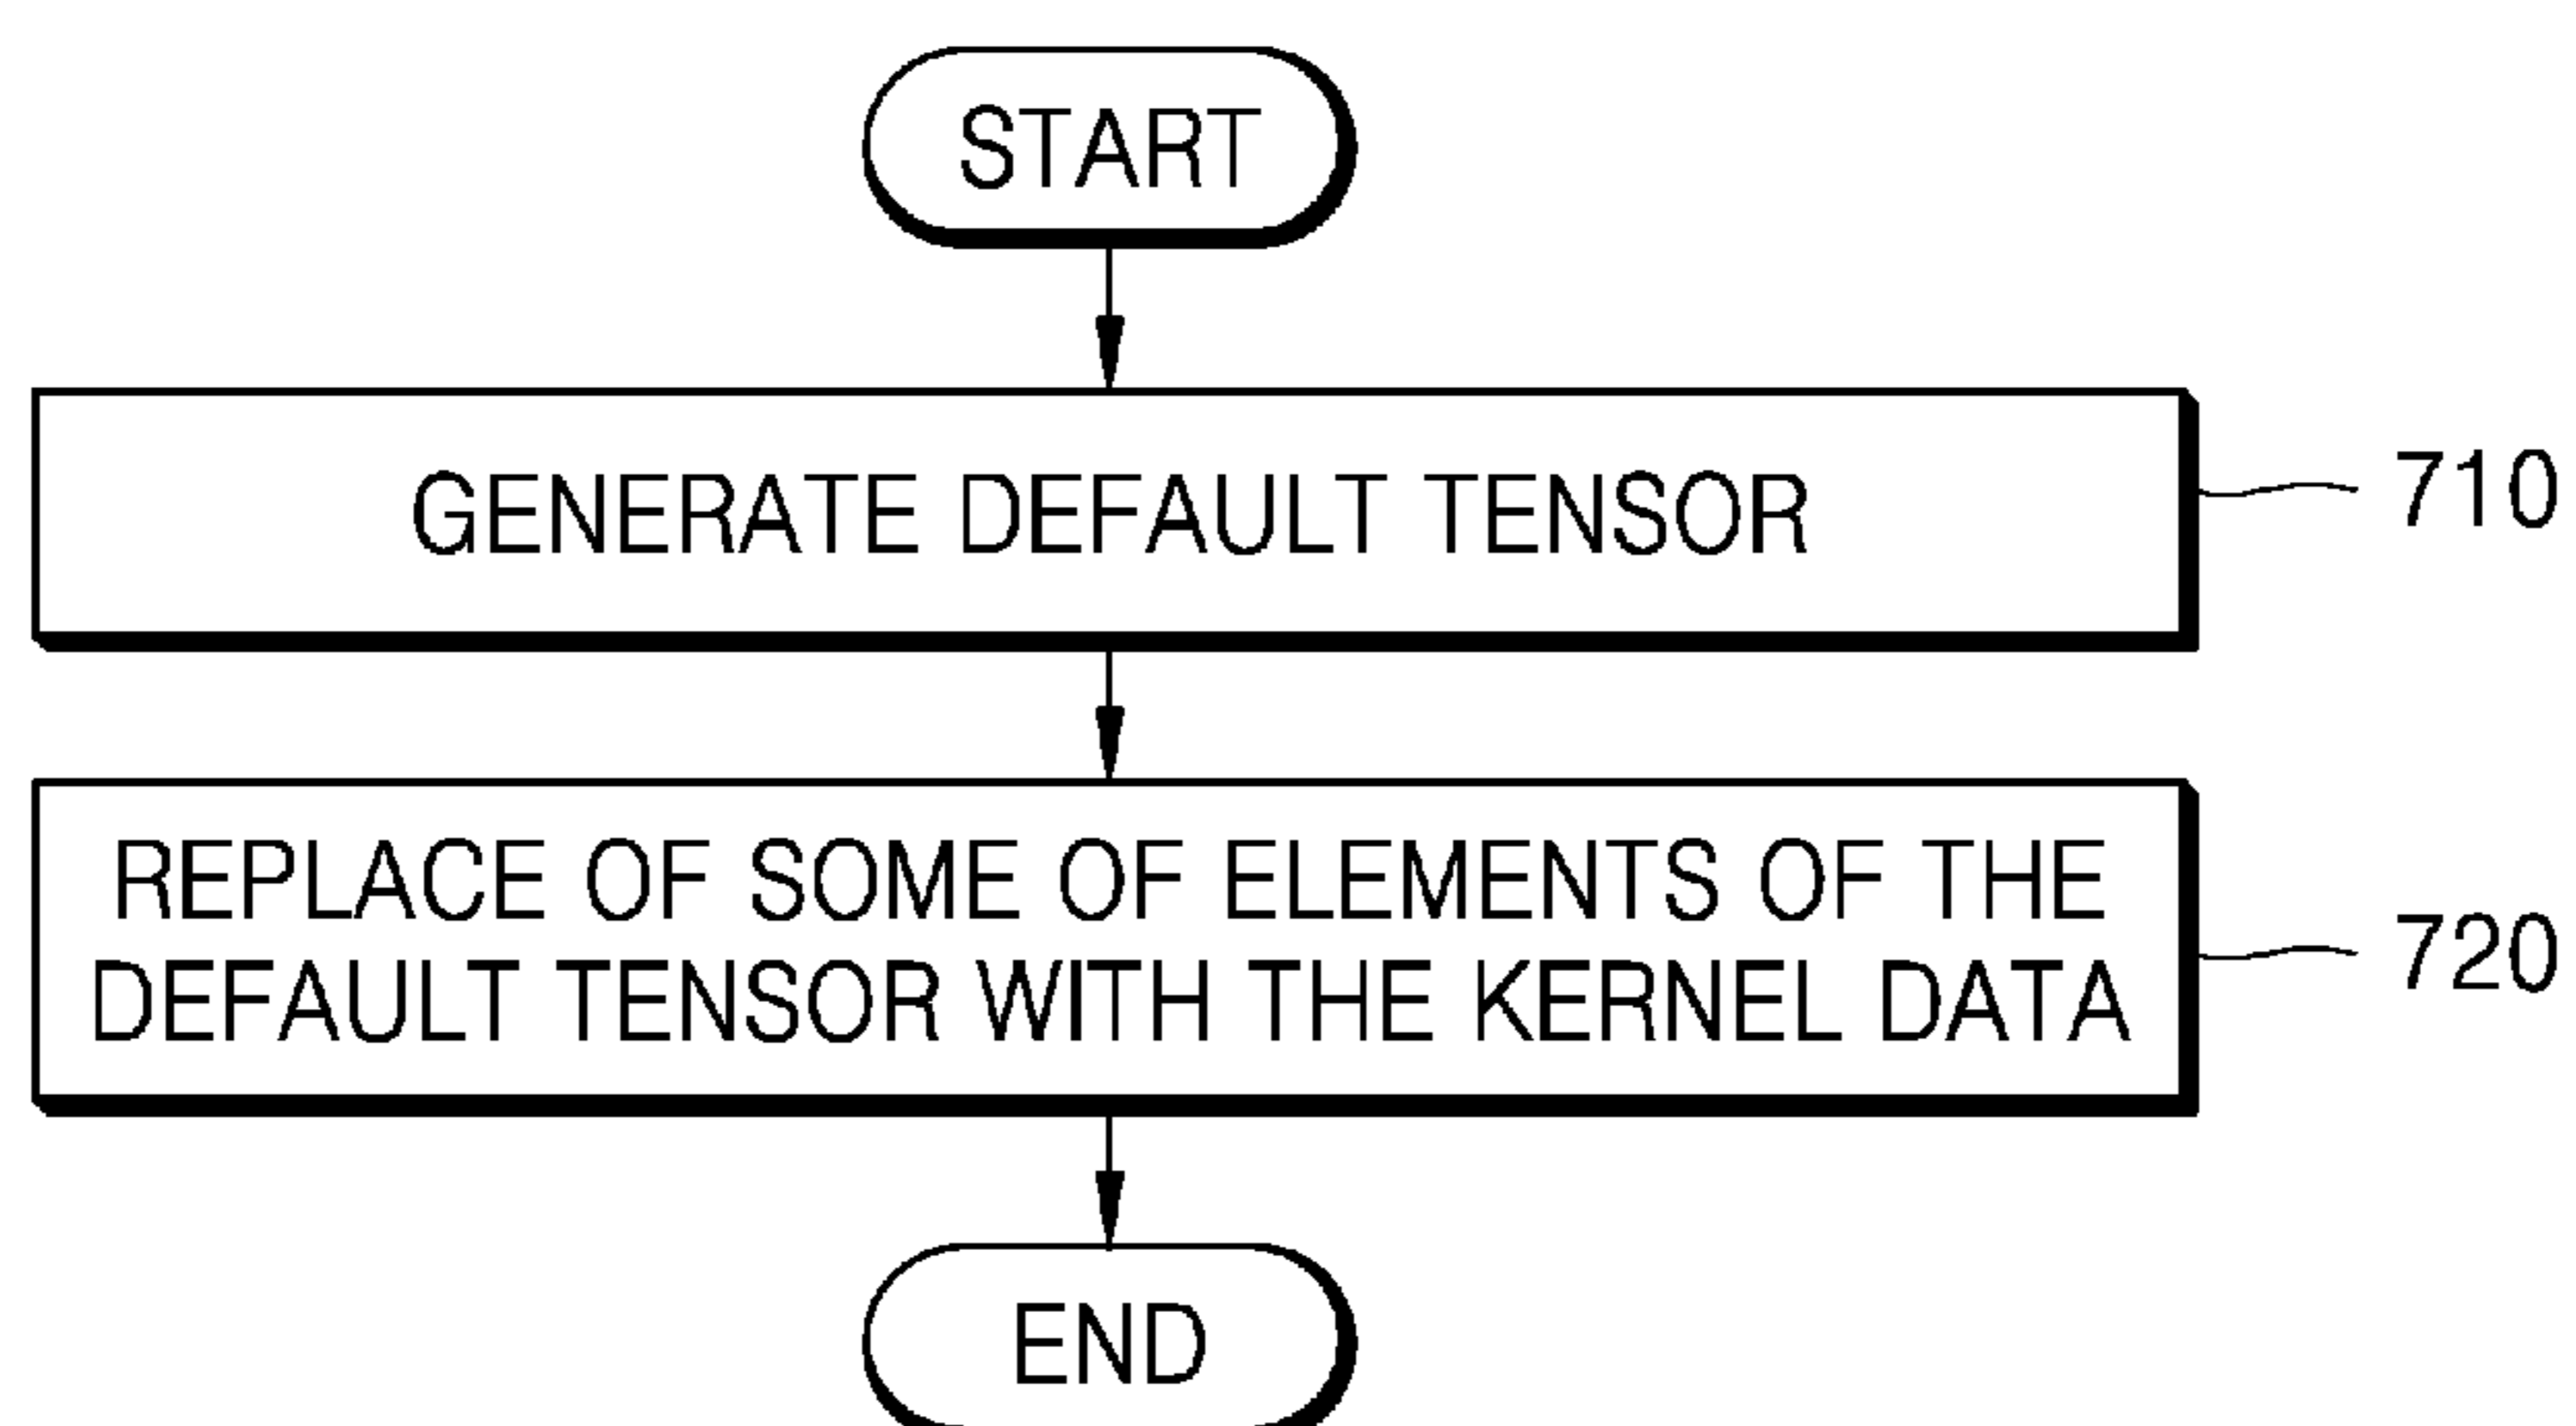 START
GENERATE DEFAULT TENSOR
710
REPLACE OF SOME OF ELEMENTS OF THE
DEFAULT TENSOR WITH THE KERNEL DATA
720
END